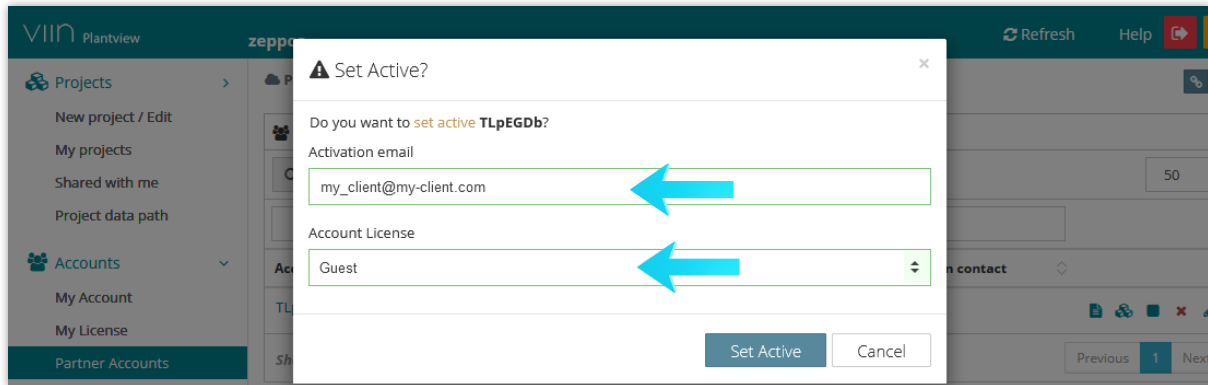 VIIN Plantview
zeppo
Refresh
Help
Projects
New project / Edit
My projects
Shared with me
Project data path
Accounts
My Account
My License
Partner Accounts
Set Active?
×
Do you want to set active TLpEGDb?
Activation email
my_client@my-client.com
Account License
Guest
Set Active
Cancel
50
n contact
Previous
1
Next